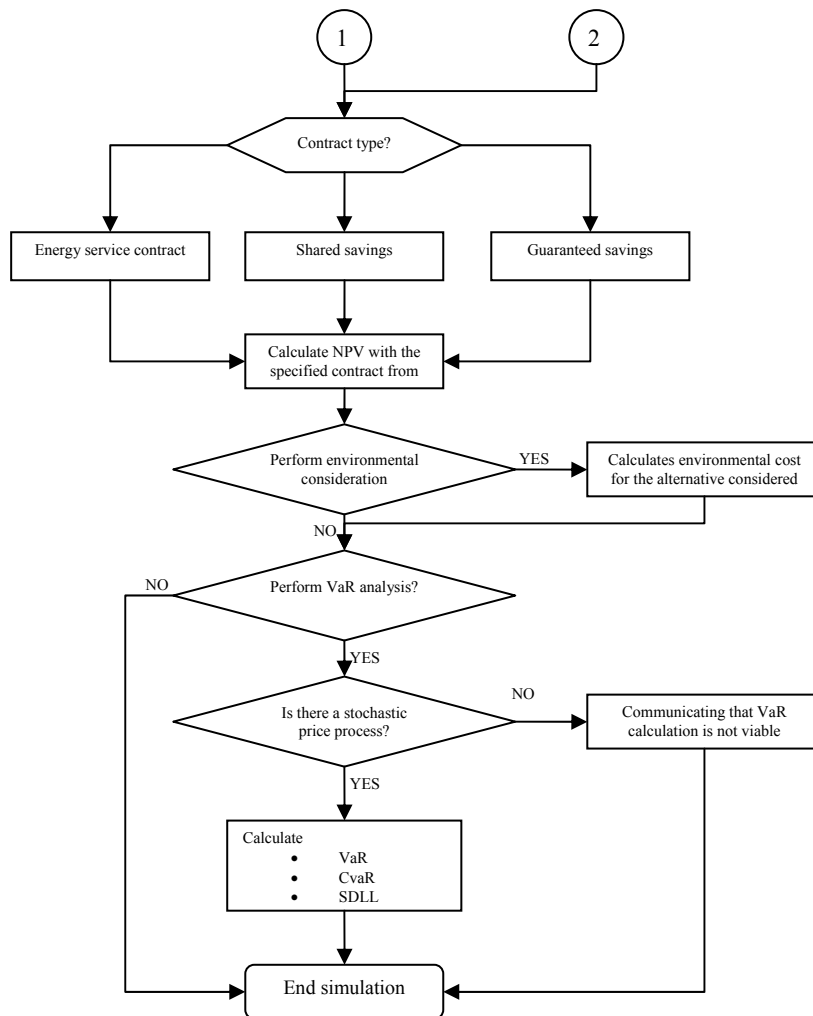 1
2
Contract type?
Energy service contract
Shared savings
Guaranteed savings
Calculate NPV with the
specified contract from
Perform environmental
consideration
YES
Calculates environmental cost
for the alternative considered
NO
NO
Perform VaR analysis?
YES
Is there a stochastic
price process?
NO
Communicating that VaR
calculation is not viable
YES
Calculate
• VaR
• CvaR
• SDLL
End simulation